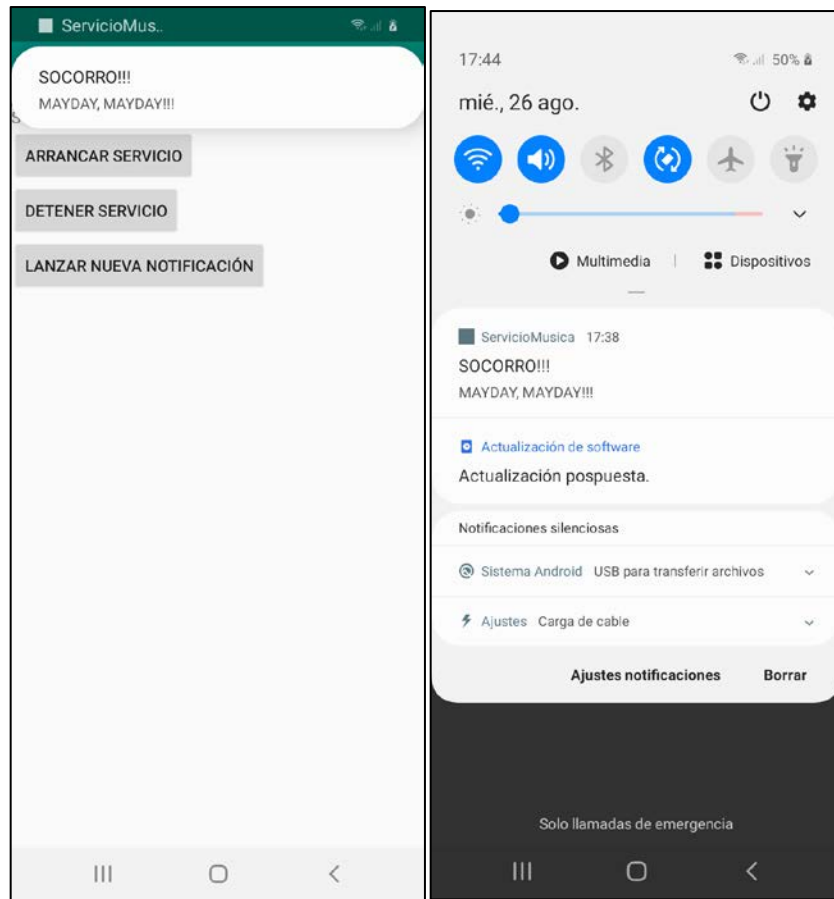 ServicioMus..
SOCORRO!!!
MAYDAY, MAYDAY!!!
ARRANCAR SERVICIO
DETENER SERVICIO
LANZAR NUEVA NOTIFICACIÓN
17:44
50%
mié., 26 ago.
Multimedia
Dispositivos
ServicioMusica 17:38
SOCORRO!!!
MAYDAY, MAYDAY!!!
Actualización de software
Actualización pospuesta.
Notificaciones silenciosas
Sistema Android USB para transferir archivos
Ajustes Carga de cable
Ajustes notificaciones Borrar
Solo llamadas de emergencia